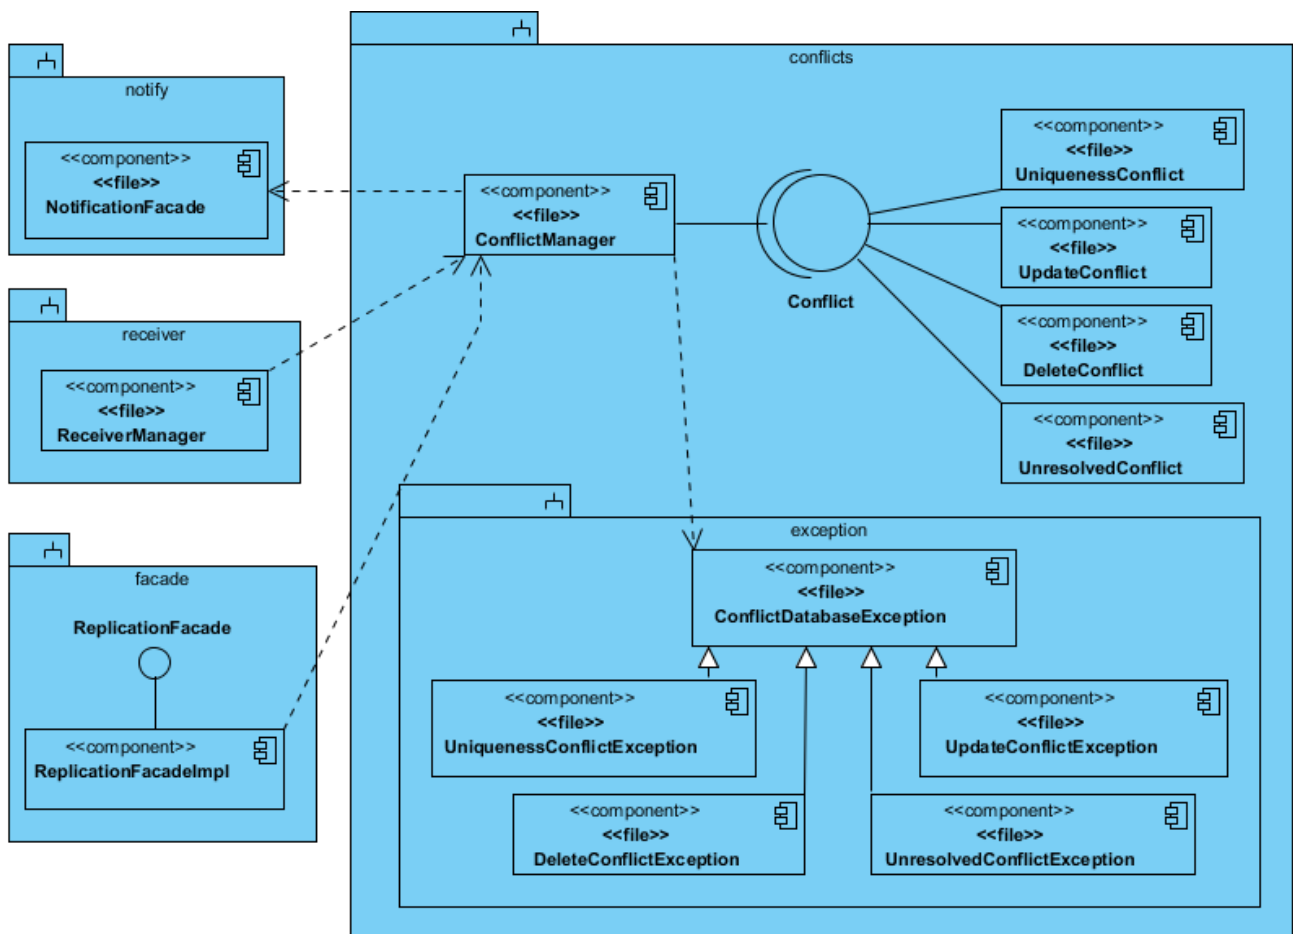 notify
<<component>>
<<file>>
NotificationFacade
receiver
<<component>>
<<file>>
ReceiverManager
facade
ReplicationFacade
<<component>>
ReplicationFacadeImpl
conflicts
<<component>>
<<file>>
ConflictManager
Conflict
<<component>>
<<file>>
UniquenessConflict
<<component>>
<<file>>
UpdateConflict
<<component>>
<<file>>
DeleteConflict
<<component>>
<<file>>
UnresolvedConflict
exception
<<component>>
<<file>>
ConflictDatabaseException
<<component>>
<<file>>
UniquenessConflictException
<<component>>
<<file>>
UpdateConflictException
<<component>>
<<file>>
DeleteConflictException
<<component>>
<<file>>
UnresolvedConflictException